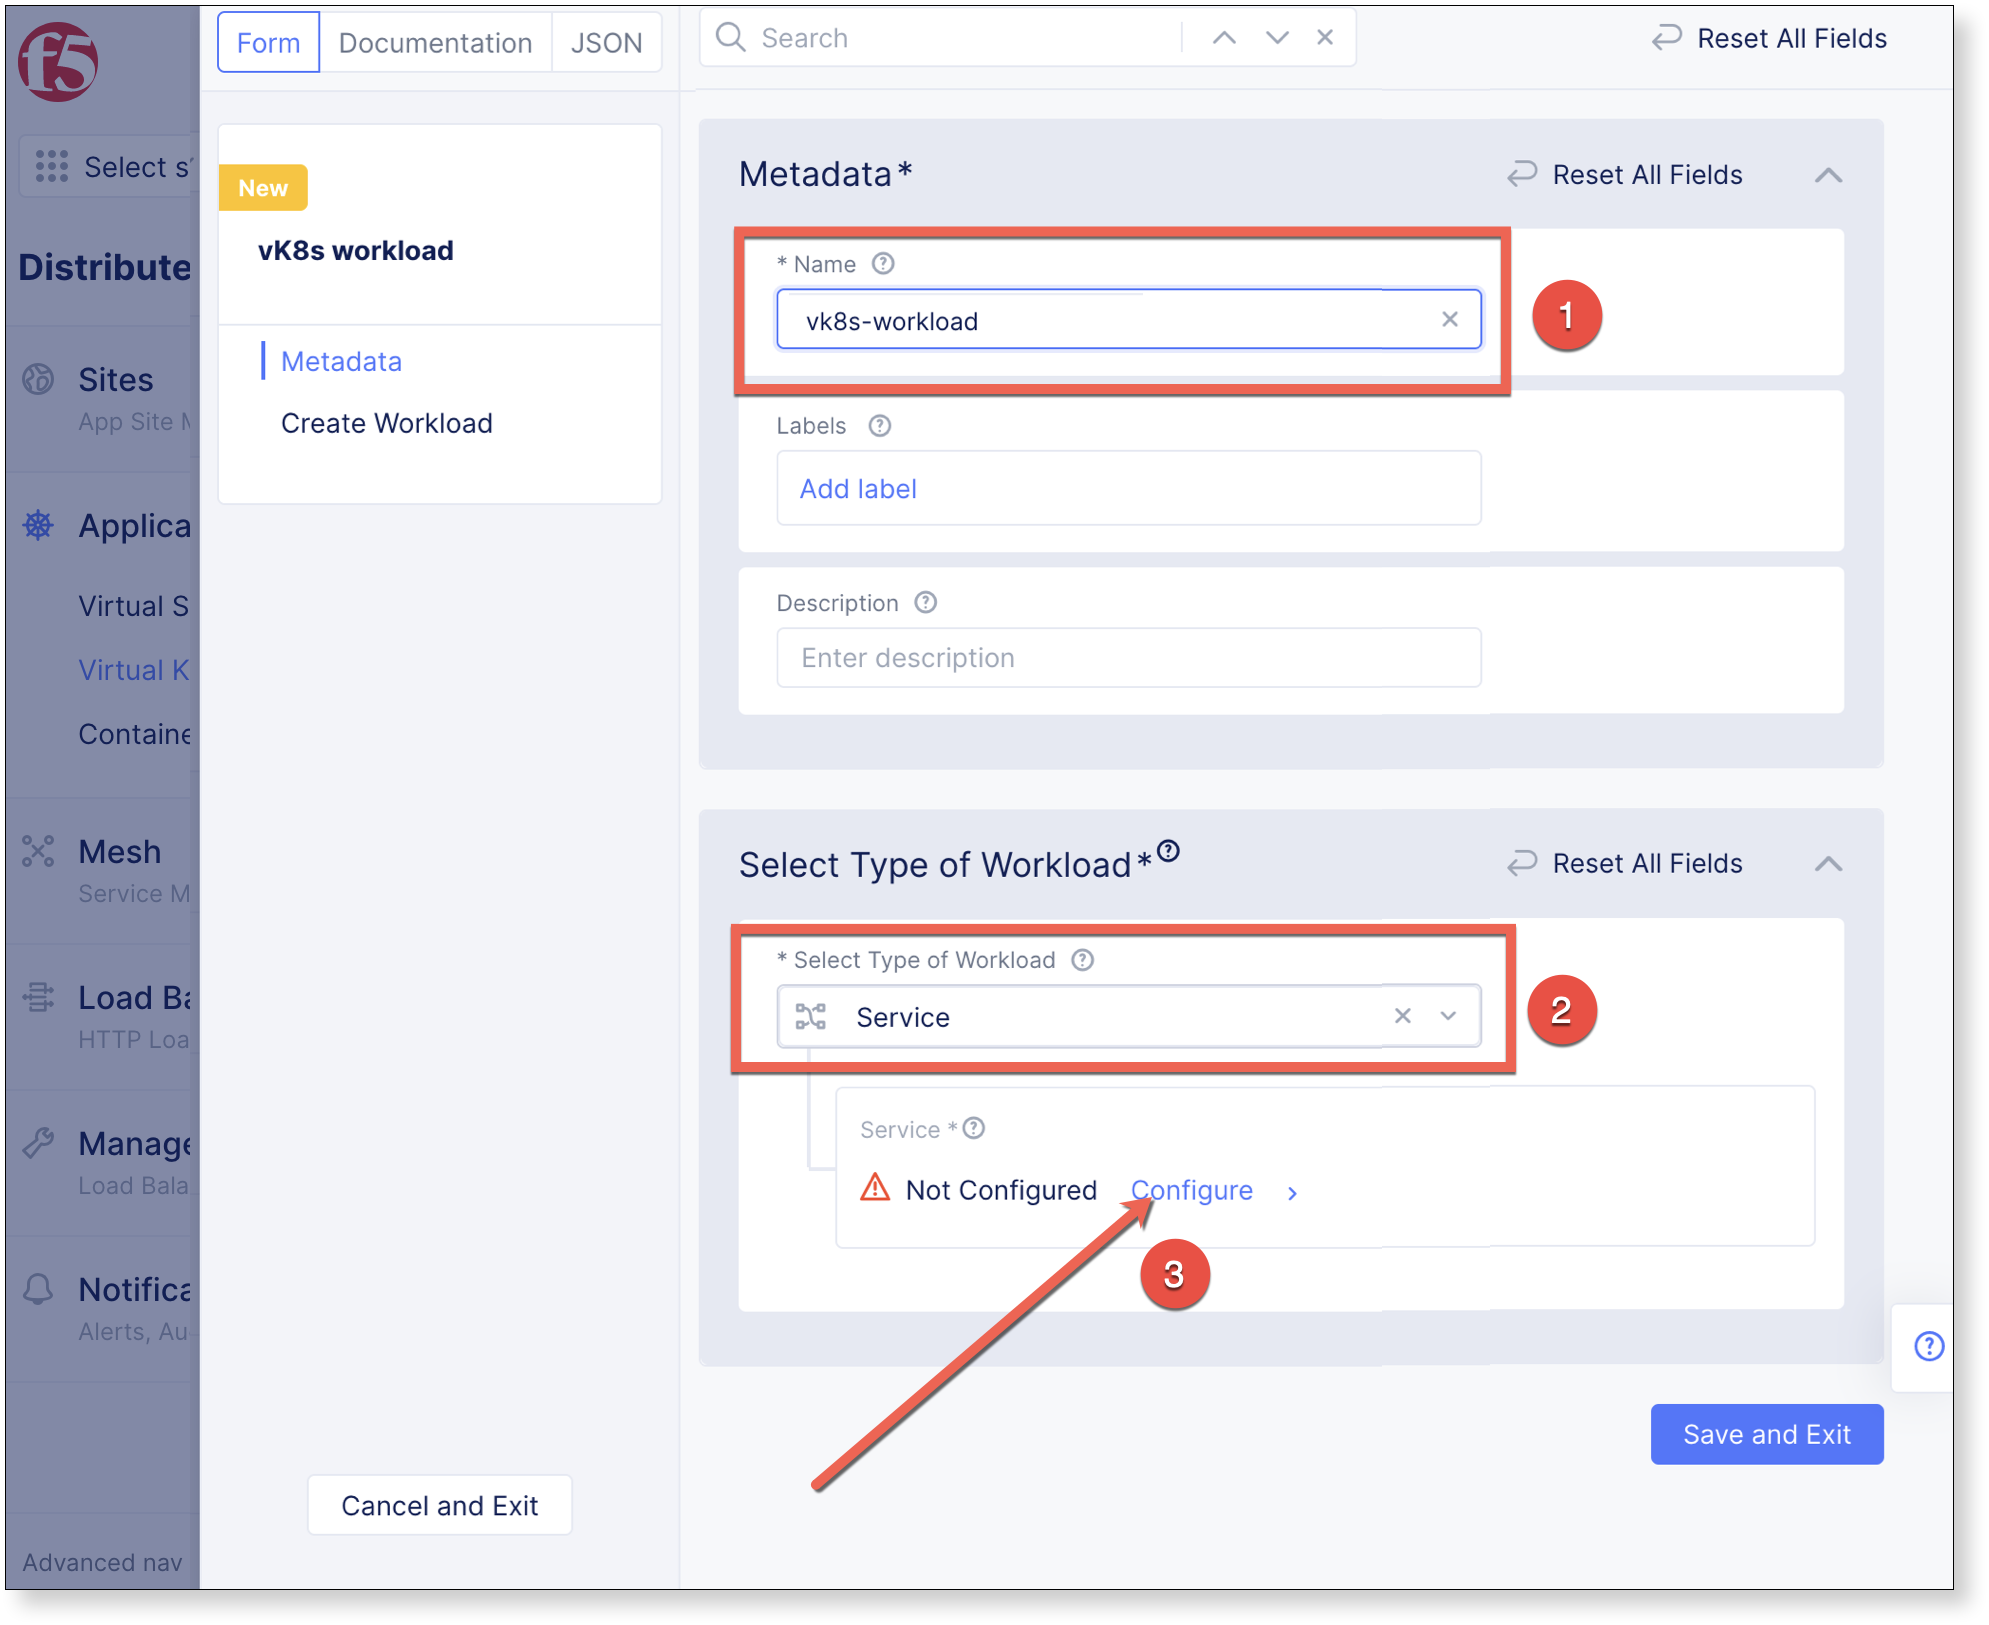 f5
Select s
Distribute
Sites
App Site M
Applica
Virtual S
Virtual K
Containe
Mesh
Service M
Load Ba
HTTP Loa
Manage
Load Bala
Notifica
Alerts, Au
Advanced nav
Form
Documentation
JSON
New
vK8s workload
Metadata
Create Workload
Cancel and Exit
Search
Reset All Fields
Metadata*
Reset All Fields
* Name
vk8s-workload
1
Labels
Add label
Description
Enter description
Select Type of Workload*
Reset All Fields
* Select Type of Workload
Service
2
Service *
Not Configured
Configure
3
Save and Exit